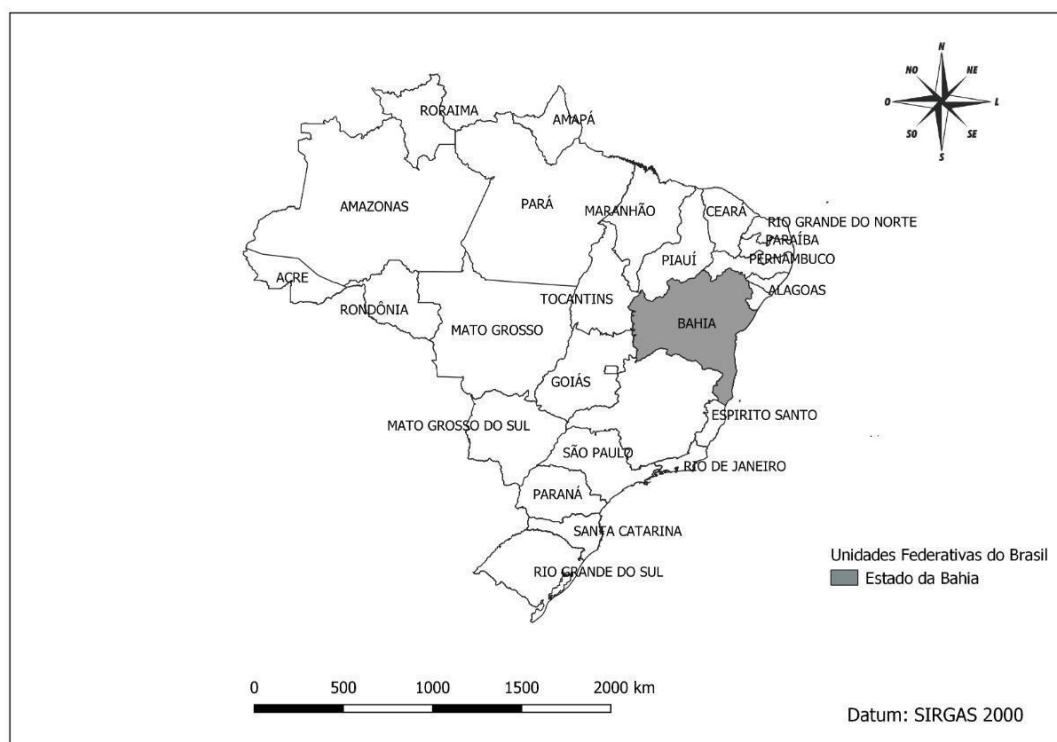 N
NO
NE
O
L
SO
SE
S
RORAIMA
AMAPÁ
AMAZONAS
PARÁ
MARANHÃO
CEARÁ
RIO GRANDE DO NORTE
PARAÍBA
PIAUÍ
PERNAMBUCO
ACRE
ALAGOAS
TOCANTINS
RONDÔNIA
MATO GROSSO
BAHIA
GOIÁS
ESPIRITO SANTO
MATO GROSSO DO SUL
SÃO PAULO
RIO DE JANEIRO
PARANÁ
SANTA CATARINA
RIO GRANDE DO SUL
Unidades Federativas do Brasil
Estado da Bahia
0 500 1000 1500 2000 km
Datum: SIRGAS 2000